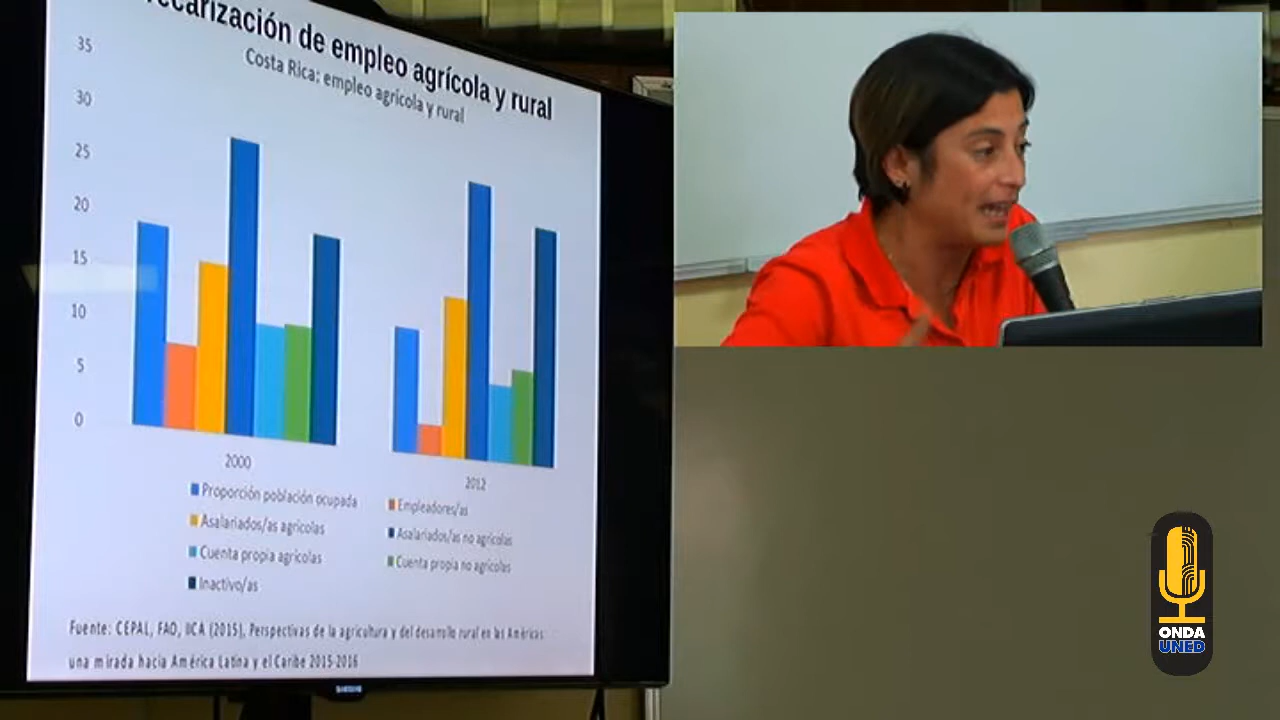 recarización de empleo agrícola y rural
Costa Rica: empleo agrícola y rural
35
30
25
20
15
10
5
0
2000
2012
Proporción población ocupada
Empleadores/as
Asalariados/as agrícolas
Asalariados/as no agrícolas
Cuenta propia agrícolas
Cuenta propia no agrícolas
Inactivo/as
Fuente: CEPAL, FAO, IICA (2015), Perspectivas de la agricultura y del desarrollo rural en las Américas:
una mirada hacia América Latina y el Caribe 2015-2016
SAMSUNG
ONDA
UNED